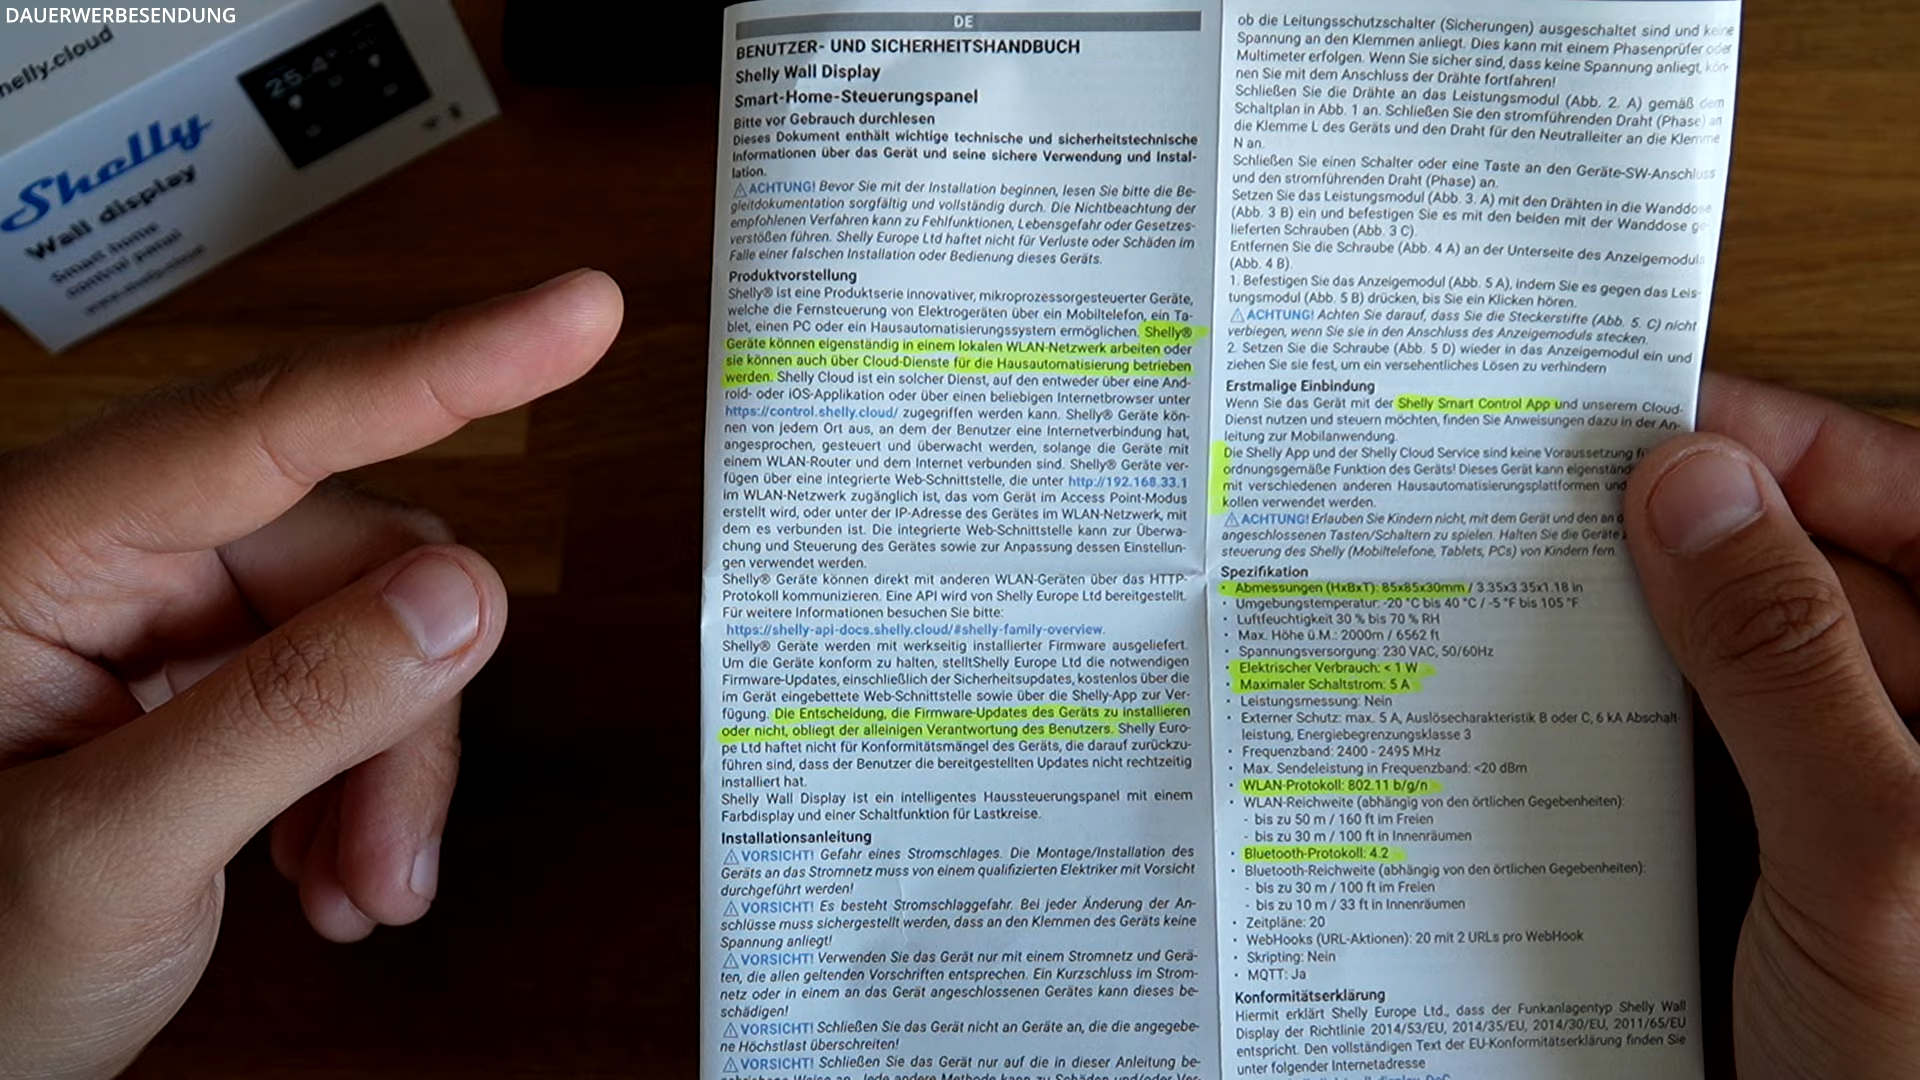 DAUERWERBESENDUNG
helly.cloud
25.4°
Shelly
Wall display
Smart home
control panel
DE
BENUTZER- UND SICHERHEITSHANDBUCH
Shelly Wall Display
Smart-Home-Steuerungspanel
Bitte vor Gebrauch durchlesen
Dieses Dokument enthält wichtige technische und sicherheitstechnische
Informationen über das Gerät und seine sichere Verwendung und Instal-
lation.
⚠ACHTUNG! Bevor Sie mit der Installation beginnen, lesen Sie bitte die Be-
gleitdokumentation sorgfältig und vollständig durch. Die Nichtbeachtung der
empfohlenen Verfahren kann zu Fehlfunktionen, Lebensgefahr oder Gesetzes-
verstößen führen. Shelly Europe Ltd haftet nicht für Verluste oder Schäden im
Falle einer falschen Installation oder Bedienung dieses Geräts.
Produktvorstellung
Shelly® ist eine Produktserie innovativer, mikroprozessorgesteuerter Geräte,
welche die Fernsteuerung von Elektrogeräten über ein Mobiltelefon, ein Ta-
blet, einen PC oder ein Hausautomatisierungssystem ermöglichen. Shelly®
Geräte können eigenständig in einem lokalen WLAN-Netzwerk arbeiten oder
sie können auch über Cloud-Dienste für die Hausautomatisierung betrieben
werden. Shelly Cloud ist ein solcher Dienst, auf den entweder über eine And-
roid- oder iOS-Applikation oder über einen beliebigen Internetbrowser unter
https://control.shelly.cloud/ zugegriffen werden kann. Shelly® Geräte kön-
nen von jedem Ort aus, an dem der Benutzer eine Internetverbindung hat,
angesprochen, gesteuert und überwacht werden, solange die Geräte mit
einem WLAN-Router und dem Internet verbunden sind. Shelly® Geräte ver-
fügen über eine integrierte Web-Schnittstelle, die unter http://192.168.33.1
im WLAN-Netzwerk zugänglich ist, das vom Gerät im Access Point-Modus
erstellt wird, oder unter der IP-Adresse des Gerätes im WLAN-Netzwerk, mit
dem es verbunden ist. Die integrierte Web-Schnittstelle kann zur Überwa-
chung und Steuerung des Gerätes sowie zur Anpassung dessen Einstellun-
gen verwendet werden.
Shelly® Geräte können direkt mit anderen WLAN-Geräten über das HTTP-
Protokoll kommunizieren. Eine API wird von Shelly Europe Ltd bereitgestellt.
Für weitere Informationen besuchen Sie bitte:
https://shelly-api-docs.shelly.cloud/#shelly-family-overview.
Shelly® Geräte werden mit werkseitig installierter Firmware ausgeliefert.
Um die Geräte konform zu halten, stelltShelly Europe Ltd die notwendigen
Firmware-Updates, einschließlich der Sicherheitsupdates, kostenlos über die
im Gerät eingebettete Web-Schnittstelle sowie über die Shelly-App zur Ver-
fügung. Die Entscheidung, die Firmware-Updates des Geräts zu installieren
oder nicht, obliegt der alleinigen Verantwortung des Benutzers. Shelly Euro-
pe Ltd haftet nicht für Konformitätsmängel des Geräts, die darauf zurückzu-
führen sind, dass der Benutzer die bereitgestellten Updates nicht rechtzeitig
installiert hat.
Shelly Wall Display ist ein intelligentes Haussteuerungspanel mit einem
Farbdisplay und einer Schaltfunktion für Lastkreise.
Installationsanleitung
⚠VORSICHT! Gefahr eines Stromschlages. Die Montage/Installation des
Geräts an das Stromnetz muss von einem qualifizierten Elektriker mit Vorsicht
durchgeführt werden!
⚠VORSICHT! Es besteht Stromschlaggefahr. Bei jeder Änderung der An-
schlüsse muss sichergestellt werden, dass an den Klemmen des Geräts keine
Spannung anliegt!
⚠VORSICHT! Verwenden Sie das Gerät nur mit einem Stromnetz und Gerä-
ten, die allen geltenden Vorschriften entsprechen. Ein Kurzschluss im Strom-
netz oder in einem an das Gerät angeschlossenen Gerätes kann dieses be-
schädigen!
⚠VORSICHT! Schließen Sie das Gerät nicht an Geräte an, die die angegebe-
ne Höchstlast überschreiten!
⚠VORSICHT! Schließen Sie das Gerät nur auf die in dieser Anleitung be-
ob die Leitungsschutzschalter (Sicherungen) ausgeschaltet sind und keine
Spannung an den Klemmen anliegt. Dies kann mit einem Phasenprüfer oder
Multimeter erfolgen. Wenn Sie sicher sind, dass keine Spannung anliegt, kön-
nen Sie mit dem Anschluss der Drähte fortfahren!
Schließen Sie die Drähte an das Leistungsmodul (Abb. 2. A) gemäß dem
Schaltplan in Abb. 1 an. Schließen Sie den stromführenden Draht (Phase) an
die Klemme L des Geräts und den Draht für den Neutralleiter an die Klemme
N an.
Schließen Sie einen Schalter oder eine Taste an den Geräte-SW-Anschluss
und den stromführenden Draht (Phase) an.
Setzen Sie das Leistungsmodul (Abb. 3. A) mit den Drähten in die Wanddose
(Abb. 3 B) ein und befestigen Sie es mit den beiden mit der Wanddose ge-
lieferten Schrauben (Abb. 3 C).
Entfernen Sie die Schraube (Abb. 4 A) an der Unterseite des Anzeigemoduls
(Abb. 4 B).
1. Befestigen Sie das Anzeigemodul (Abb. 5 A), indem Sie es gegen das Leis-
tungsmodul (Abb. 5 B) drücken, bis Sie ein Klicken hören.
⚠ACHTUNG! Achten Sie darauf, dass Sie die Steckerstifte (Abb. 5. C) nicht
verbiegen, wenn Sie sie in den Anschluss des Anzeigemoduls stecken.
2. Setzen Sie die Schraube (Abb. 5 D) wieder in das Anzeigemodul ein und
ziehen Sie sie fest, um ein versehentliches Lösen zu verhindern
Erstmalige Einbindung
Wenn Sie das Gerät mit der Shelly Smart Control App und unserem Cloud-
Dienst nutzen und steuern möchten, finden Sie Anweisungen dazu in der An-
leitung zur Mobilanwendung.
Die Shelly App und der Shelly Cloud Service sind keine Voraussetzung
ordnungsgemäße Funktion des Geräts! Dieses Gerät kann eigenständ
mit verschiedenen anderen Hausautomatisierungsplattformen und
kollen verwendet werden.
⚠ACHTUNG! Erlauben Sie Kindern nicht, mit dem Gerät und den an
angeschlossenen Tasten/Schaltern zu spielen. Halten Sie die Geräte
steuerung des Shelly (Mobiltelefone, Tablets, PCs) von Kindern fern.
Spezifikation
• Abmessungen (HxBxT): 85x85x30mm / 3.35x3.35x1.18 in
• Umgebungstemperatur: -20 °C bis 40 °C / -5 °F bis 105 °F
• Luftfeuchtigkeit 30 % bis 70 % RH
• Max. Höhe ü.M.: 2000m / 6562 ft
• Spannungsversorgung: 230 VAC, 50/60Hz
• Elektrischer Verbrauch: < 1 W
• Maximaler Schaltstrom: 5 A
• Leistungsmessung: Nein
• Externer Schutz: max. 5 A, Auslösecharakteristik B oder C, 6 kA Abschalt-
leistung, Energiebegrenzungsklasse 3
• Frequenzband: 2400 - 2495 MHz
• Max. Sendeleistung in Frequenzband: <20 dBm
• WLAN-Protokoll: 802.11 b/g/n
• WLAN-Reichweite (abhängig von den örtlichen Gegebenheiten):
- bis zu 50 m / 160 ft im Freien
- bis zu 30 m / 100 ft in Innenräumen
• Bluetooth-Protokoll: 4.2
• Bluetooth-Reichweite (abhängig von den örtlichen Gegebenheiten):
- bis zu 30 m / 100 ft im Freien
- bis zu 10 m / 33 ft in Innenräumen
• Zeitpläne: 20
• WebHooks (URL-Aktionen): 20 mit 2 URLs pro WebHook
• Skripting: Nein
• MQTT: Ja
Konformitätserklärung
Hiermit erklärt Shelly Europe Ltd., dass der Funkanlagentyp Shelly Wall
Display der Richtlinie 2014/53/EU, 2014/35/EU, 2014/30/EU, 2011/65/EU
entspricht. Den vollständigen Text der EU-Konformitätserklärung finden Sie
unter folgender Internetadresse